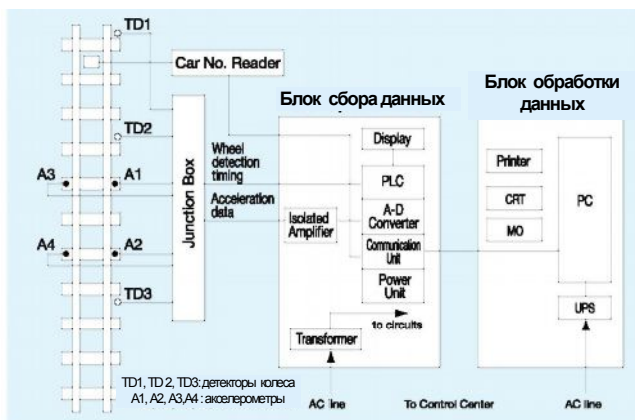 TD1
Car No. Reader
Блок сбора данных
Блок обработки
данных
TD2
A3
A1
A4
A2
TD3
Junction Box
Wheel
detection
timing
Acceleration
data
Isolated
Amplifier
Display
PLC
A-D
Converter
Communication
Unit
Power
Unit
to circuits
Transformer
Printer
CRT
MO
PC
UPS
TD1, TD 2, TD3: детекторы колеса
A1, A2, A3,A4 : акселерометры
AC line
To Control Center
AC line